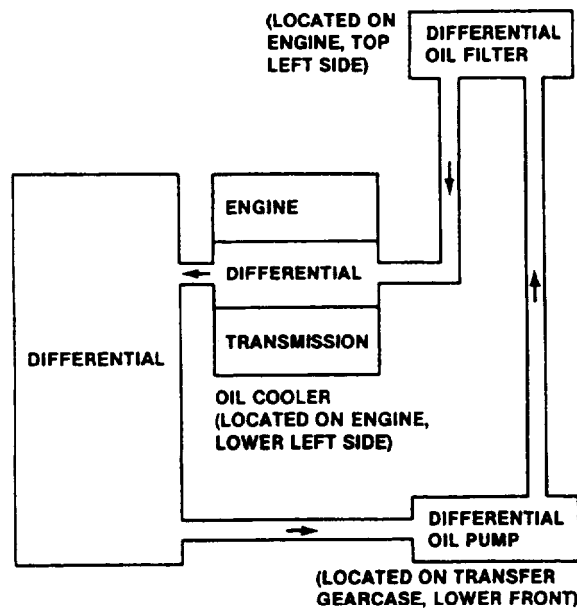 (LOCATED ON
ENGINE, TOP
LEFT SIDE)
DIFFERENTIAL
OIL FILTER
ENGINE
DIFFERENTIAL
TRANSMISSION
DIFFERENTIAL
OIL COOLER
(LOCATED ON ENGINE,
LOWER LEFT SIDE)
DIFFERENTIAL
OIL PUMP
(LOCATED ON TRANSFER
GEARCASE, LOWER FRONT)